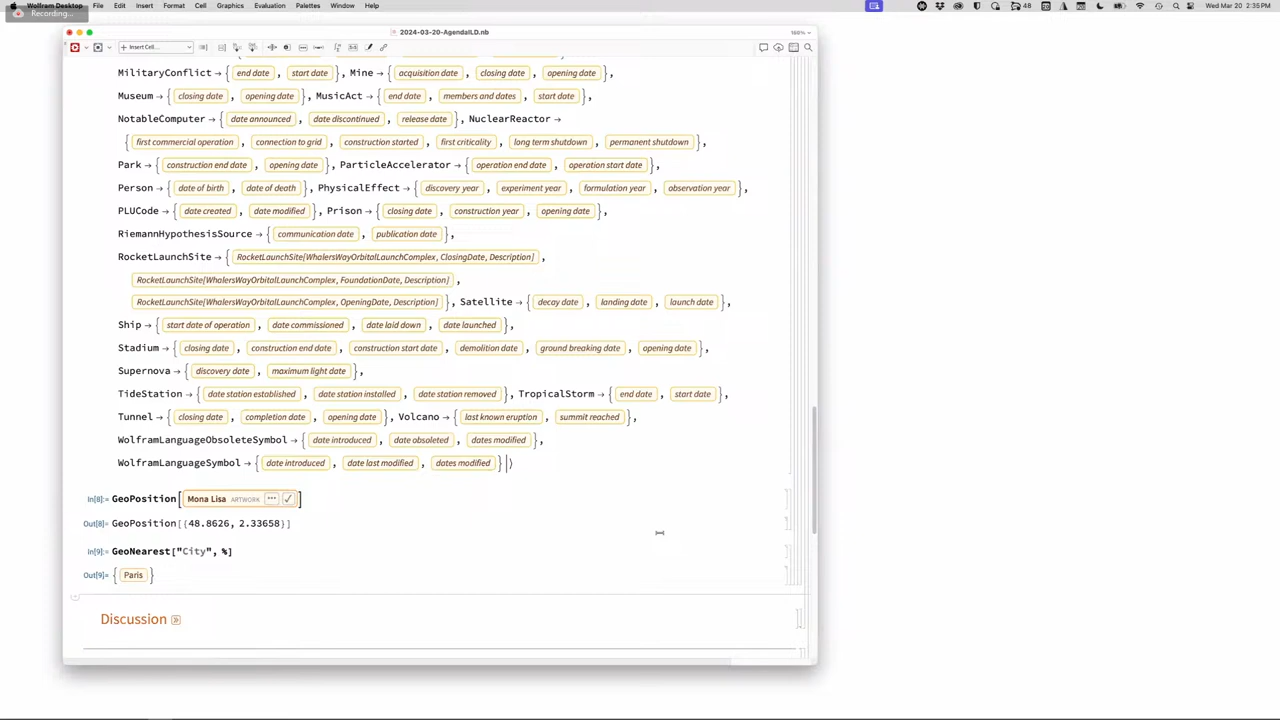 Wolfram Desktop File Edit Insert Format Cell Graphics Evaluation Palettes Window Help 48 Wed Mar 20 2:35 PM
Recording...
2024-03-20-AgendaILD.nb
Insert Cell...
MilitaryConflict → { end date , start date }, Mine → { acquisition date , closing date , opening date },
Museum → { closing date , opening date }, MusicAct → { end date , members and dates , start date },
NotableComputer → { date announced , date discontinued , release date }, NuclearReactor →
{ first commercial operation , connection to grid , construction started , first criticality , long term shutdown , permanent shutdown },
Park → { construction end date , opening date }, ParticleAccelerator → { operation end date , operation start date },
Person → { date of birth , date of death }, PhysicalEffect → { discovery year , experiment year , formulation year , observation year },
PLUCode → { date created , date modified }, Prison → { closing date , construction year , opening date },
RiemannHypothesisSource → { communication date , publication date },
RocketLaunchSite → { RocketLaunchSite[WhalersWayOrbitalLaunchComplex, ClosingDate, Description] ,
RocketLaunchSite[WhalersWayOrbitalLaunchComplex, FoundationDate, Description] ,
RocketLaunchSite[WhalersWayOrbitalLaunchComplex, OpeningDate, Description] }, Satellite → { decay date , landing date , launch date },
Ship → { start date of operation , date commissioned , date laid down , date launched },
Stadium → { closing date , construction end date , construction start date , demolition date , ground breaking date , opening date },
Supernova → { discovery date , maximum light date },
TideStation → { date station established , date station installed , date station removed }, TropicalStorm → { end date , start date },
Tunnel → { closing date , completion date , opening date }, Volcano → { last known eruption , summit reached },
WolframLanguageObsoleteSymbol → { date introduced , date obsoleted , dates modified },
WolframLanguageSymbol → { date introduced , date last modified , dates modified } |⟩
In[8]:= GeoPosition[ Mona Lisa ARTWORK ... ✓ ]
Out[8]= GeoPosition[{48.8626, 2.33658}]
In[9]:= GeoNearest["City", %]
Out[9]= { Paris }
Discussion